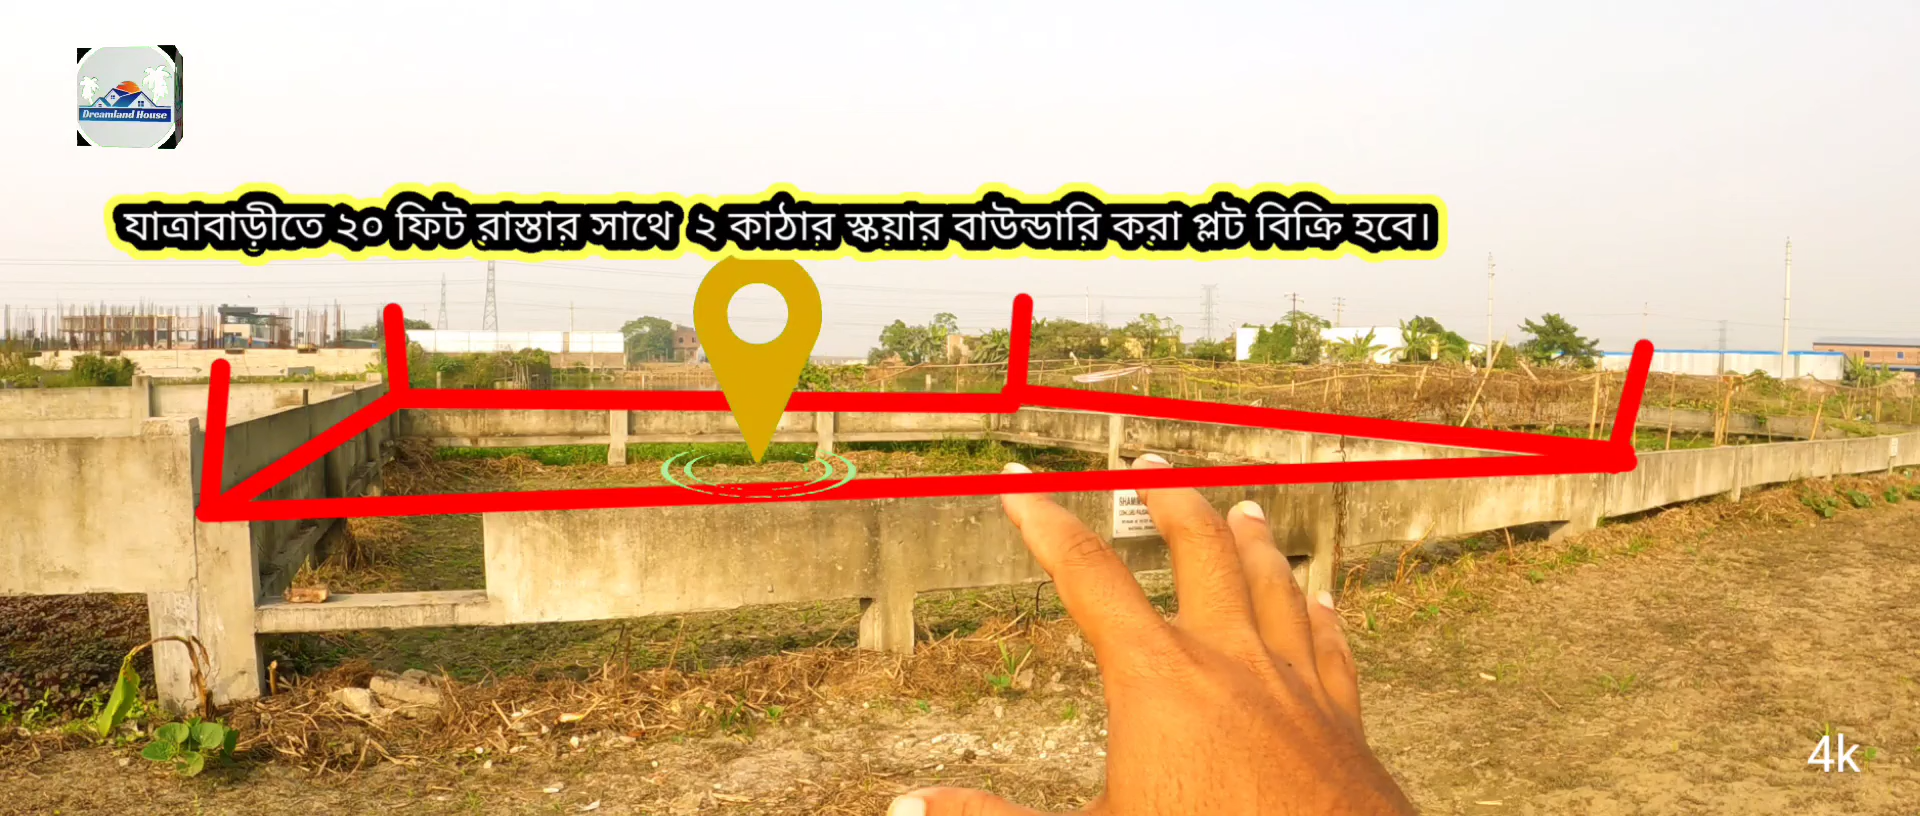 Dreamland House
যাত্রাবাড়ীতে ২০ ফিট রাস্তার সাথে ২ কাঠার স্কয়ার বাউন্ডারি করা প্লট বিক্রি হবে।
4k